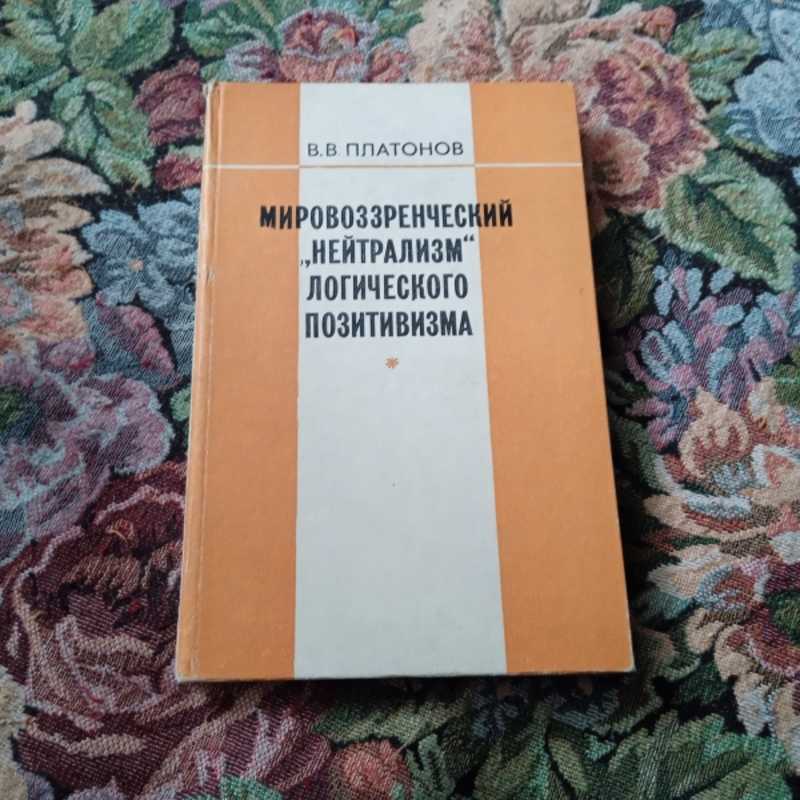 В.В. ПЛАТОНОВ
МИРОВОЗЗРЕНЧЕСКИЙ
„НЕЙТРАЛИЗМ“
ЛОГИЧЕСКОГО
ПОЗИТИВИЗМА